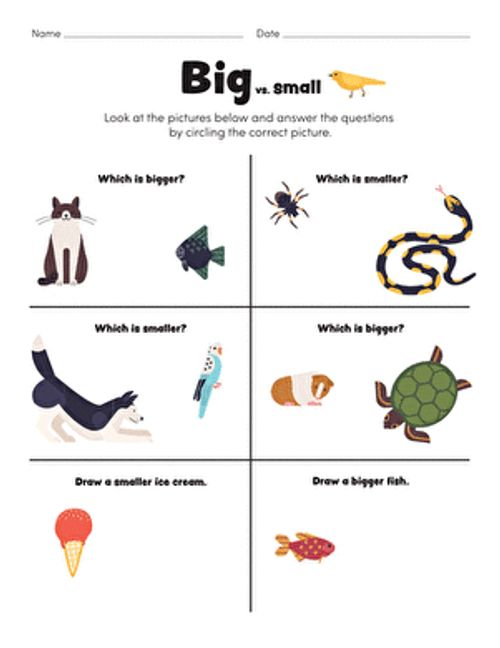 Name Date
Big vs. small
Look at the pictures below and answer the questions
by circling the correct picture.
Which is bigger?
Which is smaller?
Which is smaller?
Which is bigger?
Draw a smaller ice cream.
Draw a bigger fish.